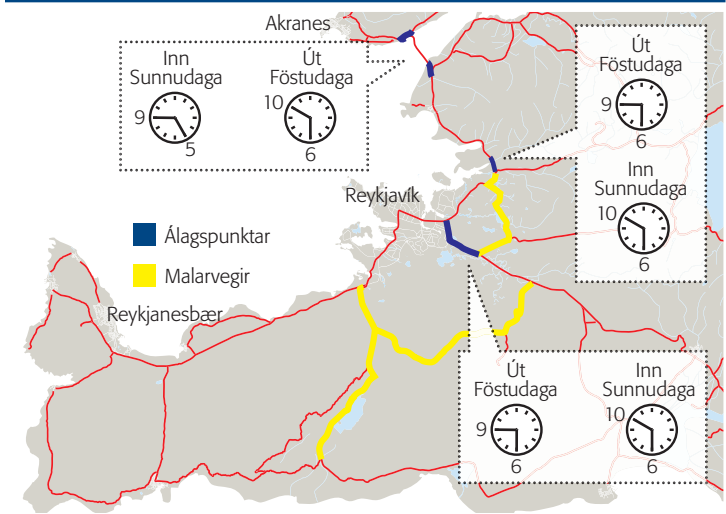 Akranes
Inn
Sunnudaga
9
5
Út
Föstudaga
10
6
Út
Föstudaga
9
6
Inn
Sunnudaga
10
6
Reykjavík
Álagspunktar
Malarvegir
Reykjanesbær
Út
Föstudaga
9
6
Inn
Sunnudaga
10
6